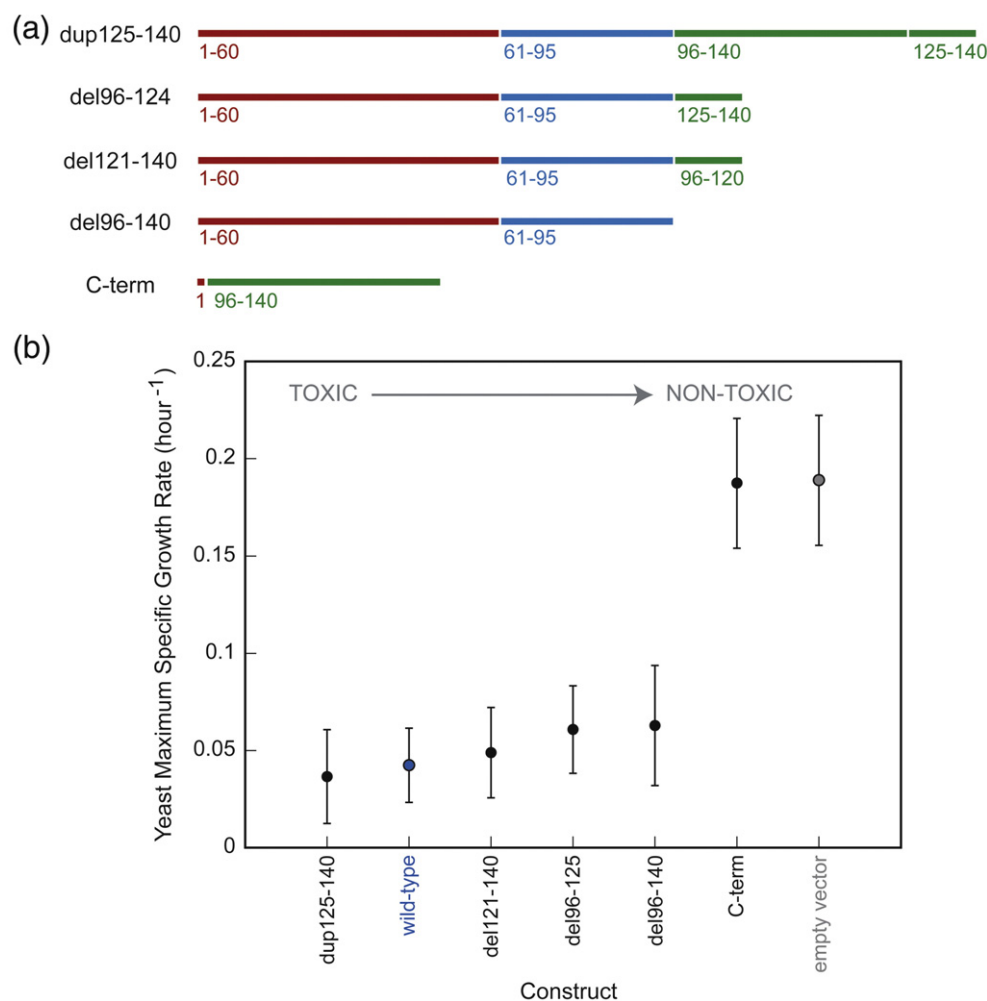 (a)
dup125-140
1-60 61-95 96-140 125-140
del96-124
1-60 61-95 125-140
del121-140
1-60 61-95 96-120
del96-140
1-60 61-95
C-term
1 96-140
(b)
Yeast Maximum Specific Growth Rate (hour⁻¹)
0.25
0.2
0.15
0.1
0.05
0
TOXIC NON-TOXIC
dup125-140
wild-type
del121-140
del96-125
del96-140
C-term
empty vector
Construct